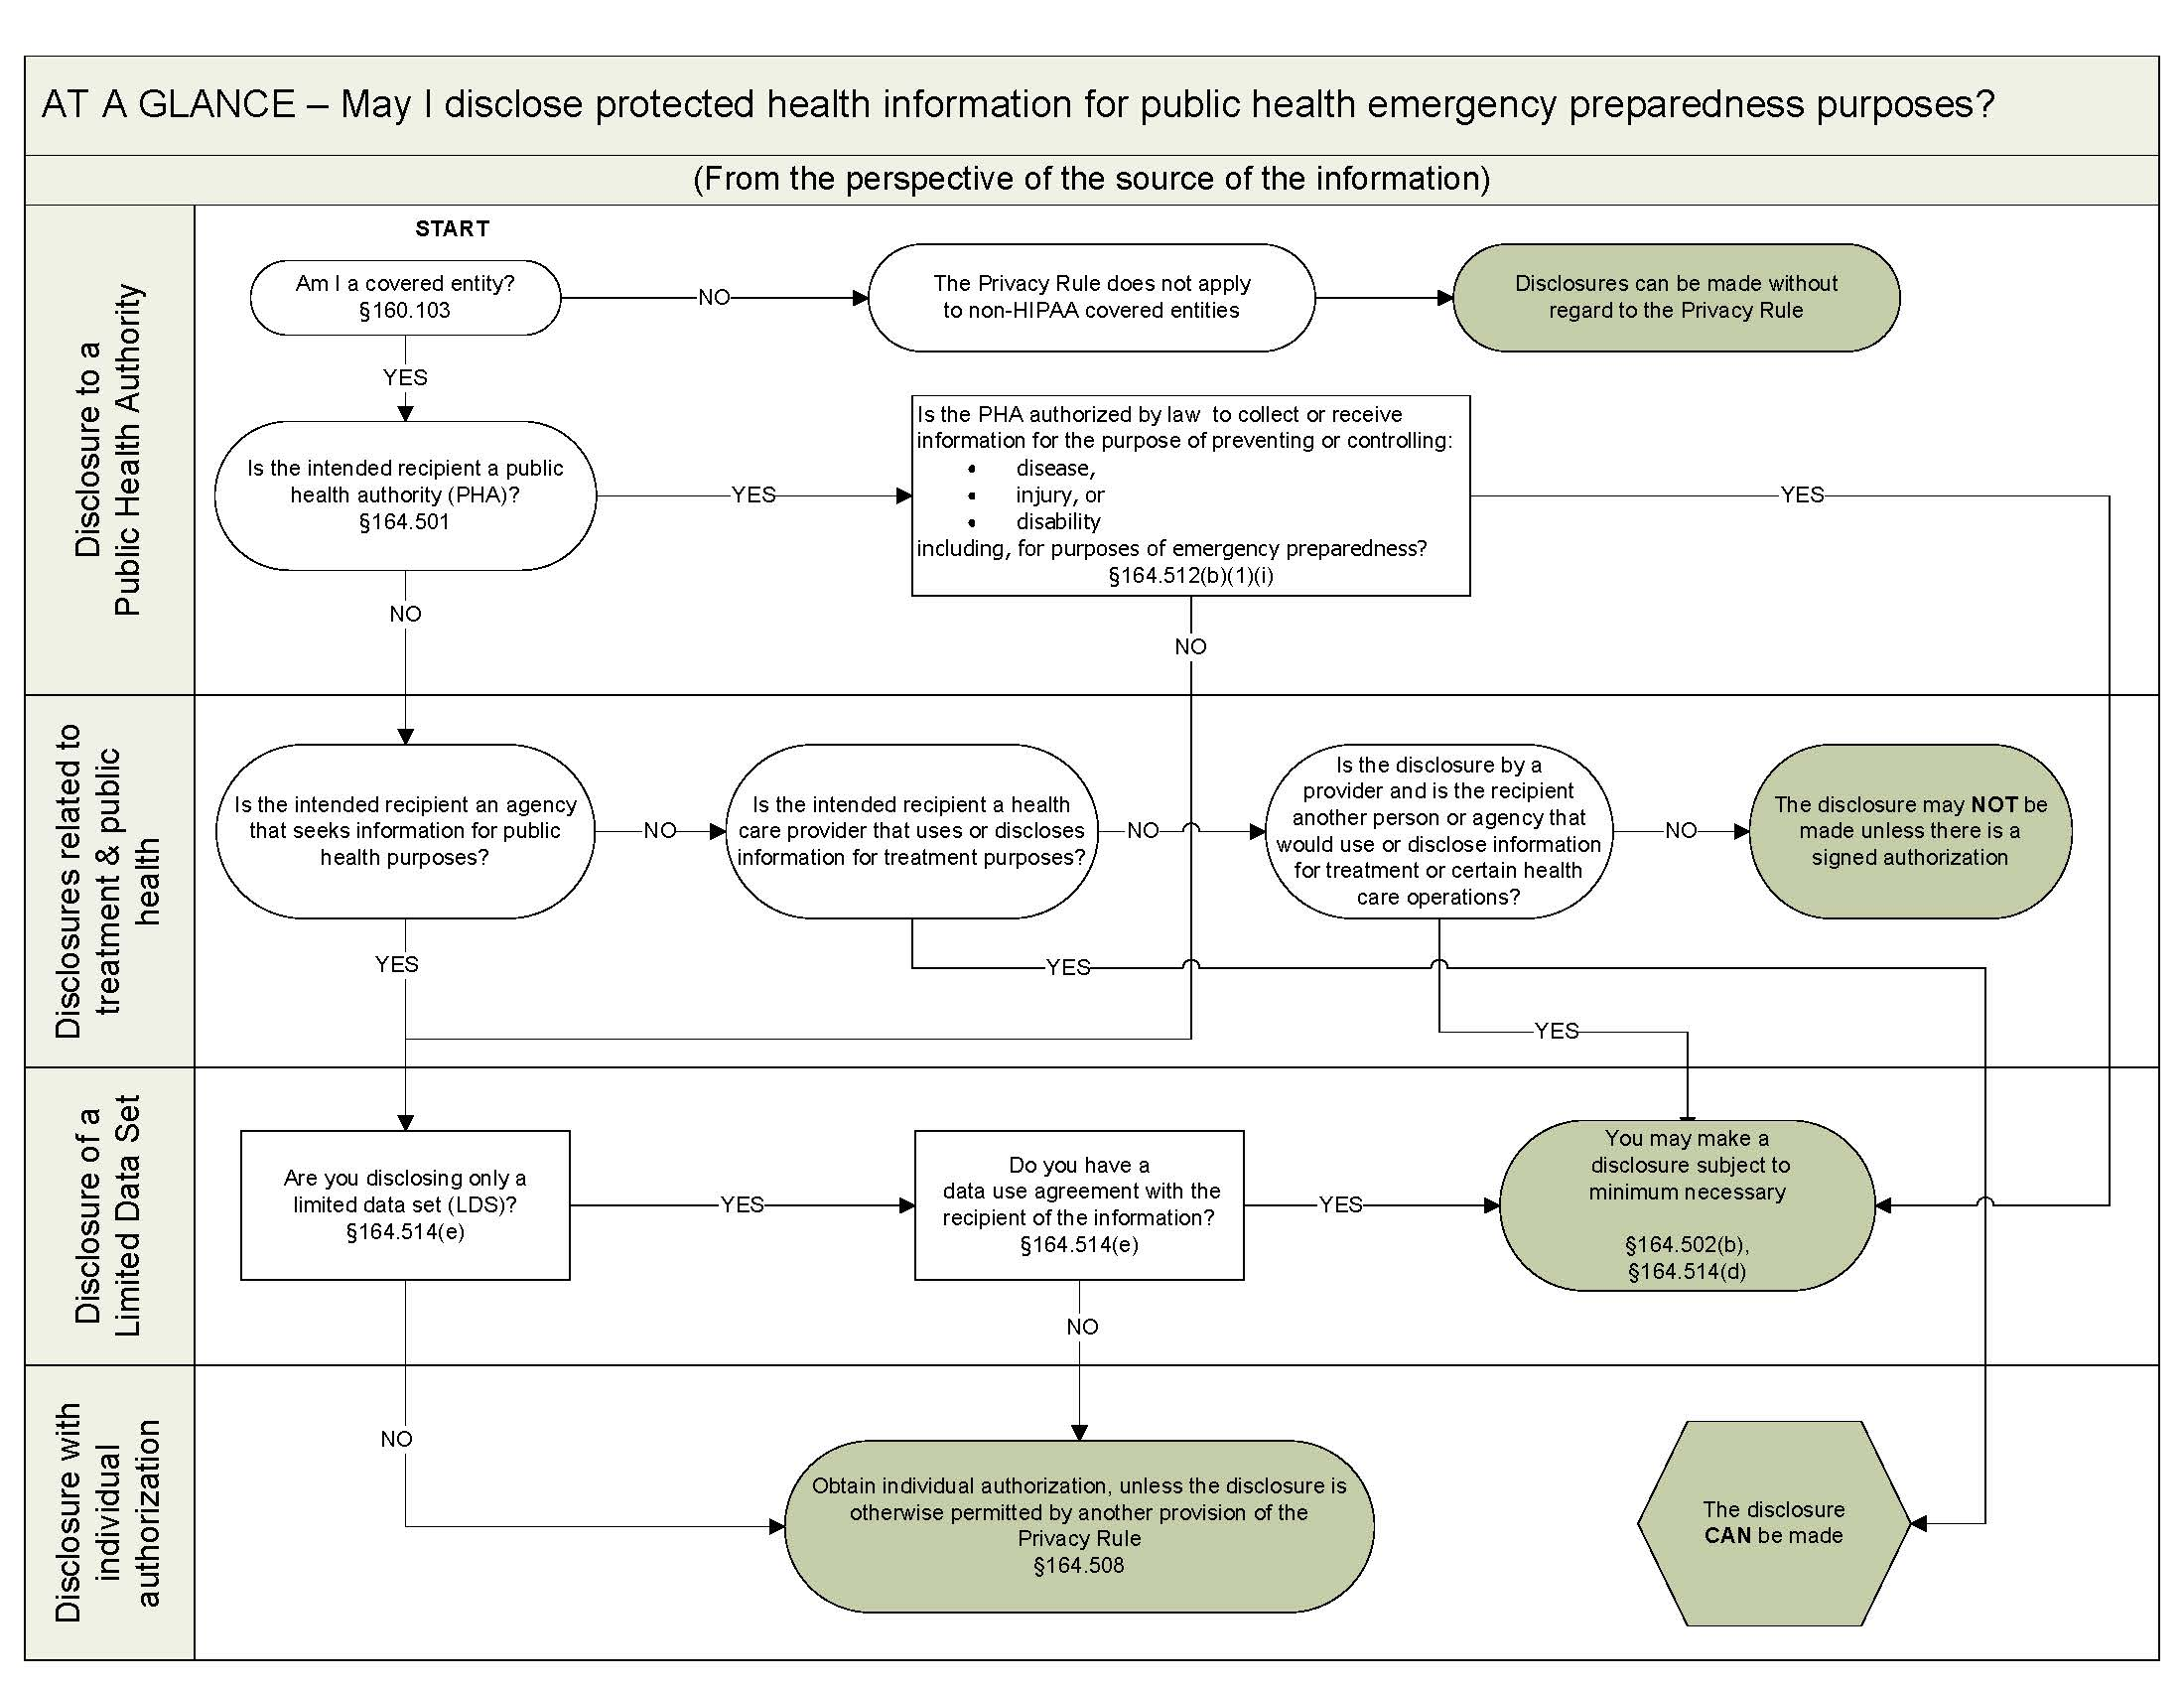 AT A GLANCE – May I disclose protected health information for public health emergency preparedness purposes?
(From the perspective of the source of the information)
Disclosure to a
Public Health Authority
START
Am I a covered entity?
§160.103
NO
The Privacy Rule does not apply
to non-HIPAA covered entities
Disclosures can be made without
regard to the Privacy Rule
YES
Is the intended recipient a public
health authority (PHA)?
§164.501
YES
Is the PHA authorized by law to collect or receive
information for the purpose of preventing or controlling:
• disease,
• injury, or
• disability
including, for purposes of emergency preparedness?
§164.512(b)(1)(i)
YES
NO
NO
Disclosures related to
treatment & public
health
Is the intended recipient an agency
that seeks information for public
health purposes?
NO
Is the intended recipient a health
care provider that uses or discloses
information for treatment purposes?
NO
Is the disclosure by a
provider and is the recipient
another person or agency that
would use or disclose information
for treatment or certain health
care operations?
NO
The disclosure may NOT be
made unless there is a
signed authorization
YES
YES
YES
Disclosure of a
Limited Data Set
Are you disclosing only a
limited data set (LDS)?
§164.514(e)
YES
Do you have a
data use agreement with the
recipient of the information?
§164.514(e)
YES
You may make a
disclosure subject to
minimum necessary
§164.502(b),
§164.514(d)
NO
NO
Disclosure with
individual
authorization
Obtain individual authorization, unless the disclosure is
otherwise permitted by another provision of the
Privacy Rule
§164.508
The disclosure
CAN be made